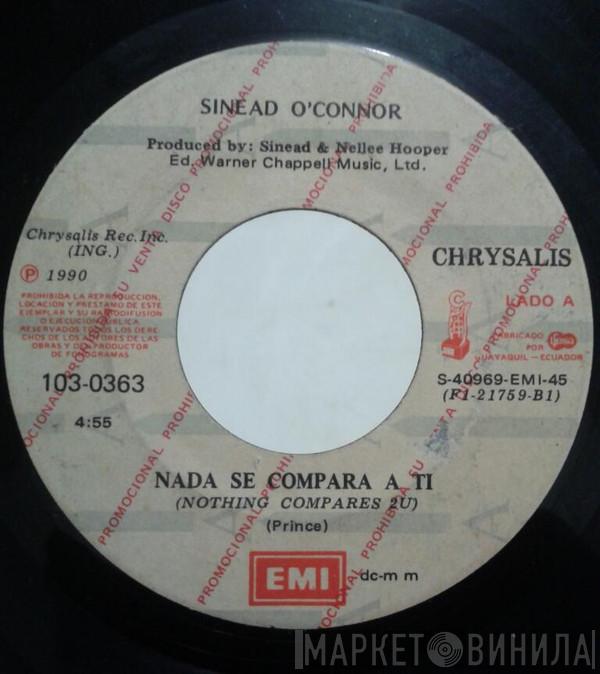 SINEAD O'CONNOR
Produced by: Sinead & Nellee Hooper
Ed. Warner Chappell Music, Ltd.
Chrysalis Rec. Inc.
(ING.)
℗ 1990
PROHIBIDA LA REPRODUCCION,
LOCACION Y PRESTAMO DE ESTE
EJEMPLAR Y SU RADIODIFUSION
O EJECUCION PUBLICA
RESERVADOS TODOS LOS DERE
CHOS DE LOS AUTORES DE LAS
OBRAS Y DEL PRODUCTOR
DE FONOGRAMAS
103-0363
4:55
CHRYSALIS
LADO A
FABRICADO
POR
GUAYAQUIL - ECUADOR
S-40969-EMI-45
(F1-21759-B1)
NADA SE COMPARA A TI
(NOTHING COMPARES 2U)
(Prince)
EMI
dc-m m
DISCO PROMOCIONAL PROHIBIDA SU VENTA
МАРКЕТ ВИНИЛА